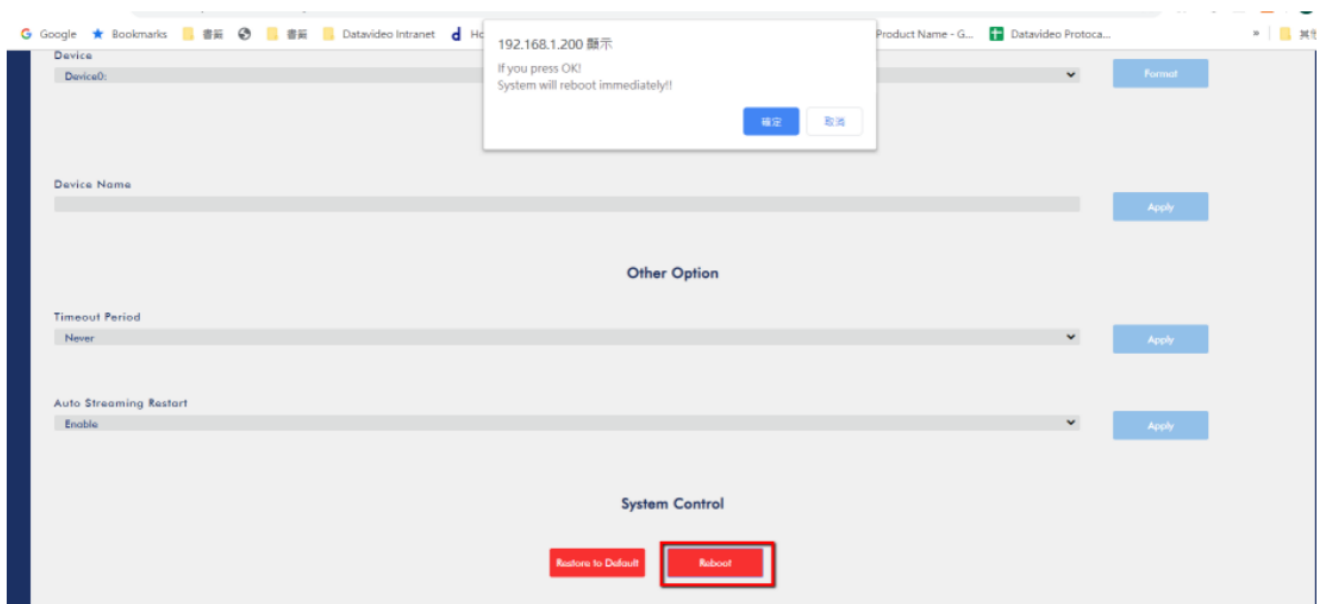 Google Bookmarks 書籤 書籤 Datavideo Intranet Product Name - G... Datavideo Protoca... »
192.168.1.200 顯示
If you press OK!
System will reboot immediately!!
確定 取消
Device
Device0:
Format
Device Name
Apply
Other Option
Timeout Period
Never
Apply
Auto Streaming Restart
Enable
Apply
System Control
Restore to Default Reboot